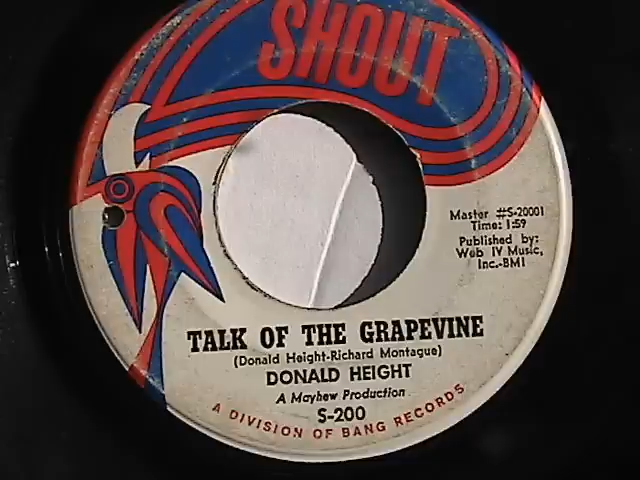 SHOUT
Master #S-20001
Time: 1:59
Published by:
Web IV Music,
Inc.-BMI
TALK OF THE GRAPEVINE
(Donald Height-Richard Montague)
DONALD HEIGHT
A Mayhew Production
S-200
A DIVISION OF BANG RECORDS